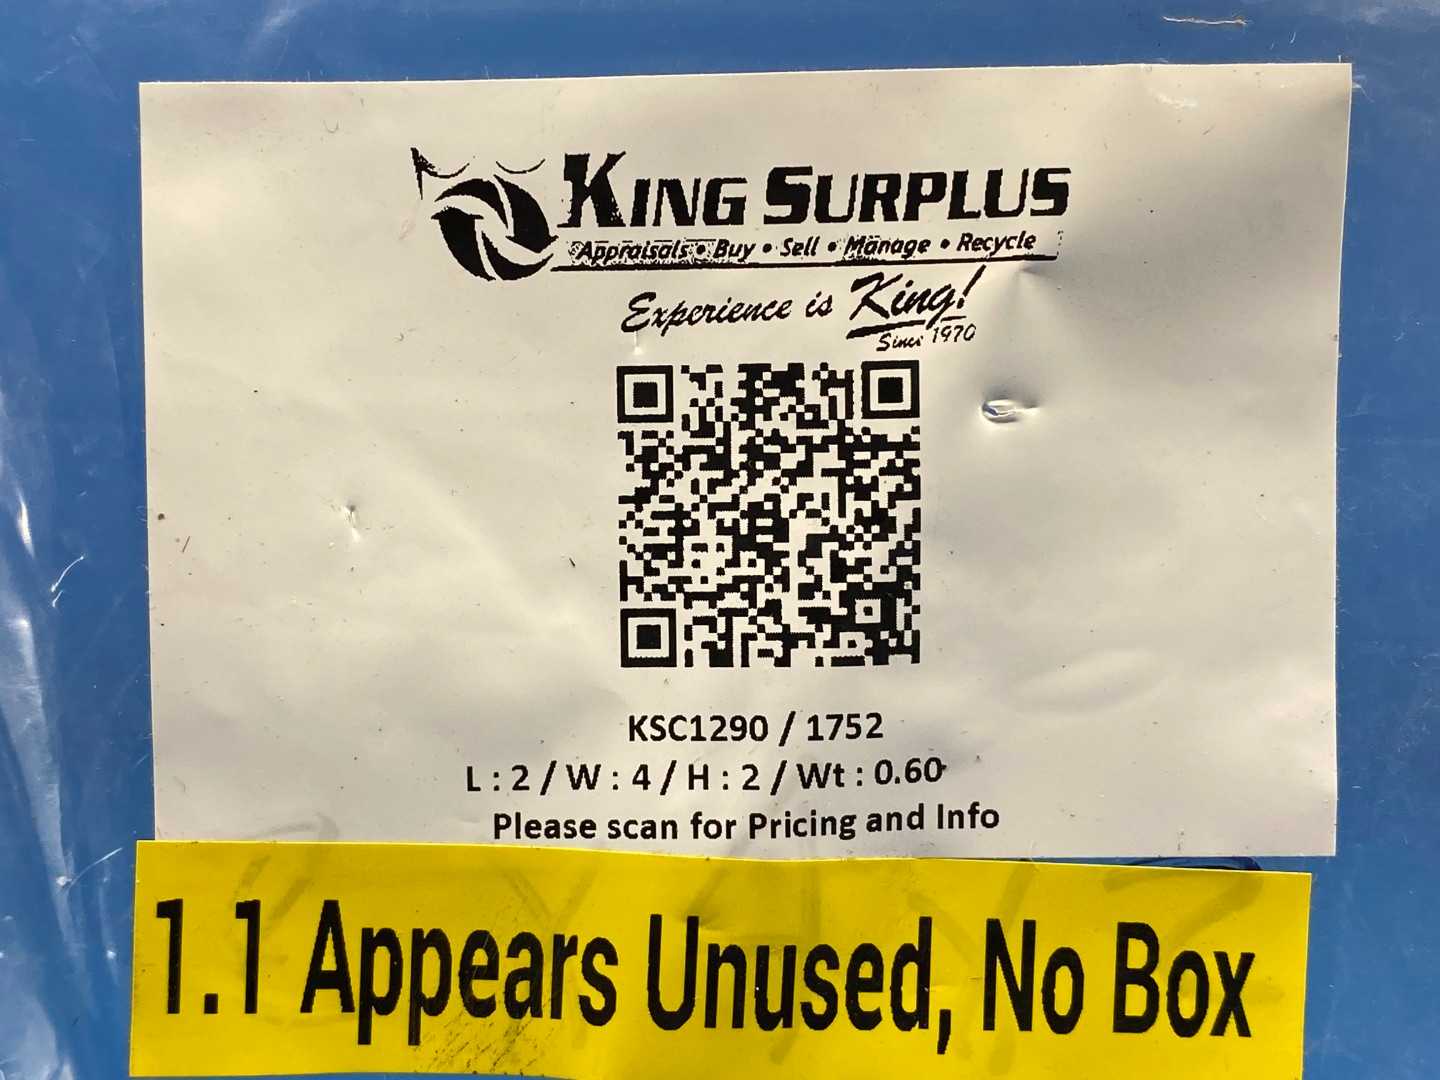 KING SURPLUS
Appraisals • Buy • Sell • Manage • Recycle
Experience is King!
Since 1970
KSC1290 / 1752
L : 2 / W : 4 / H : 2 / Wt : 0.60
Please scan for Pricing and Info
1.1 Appears Unused, No Box